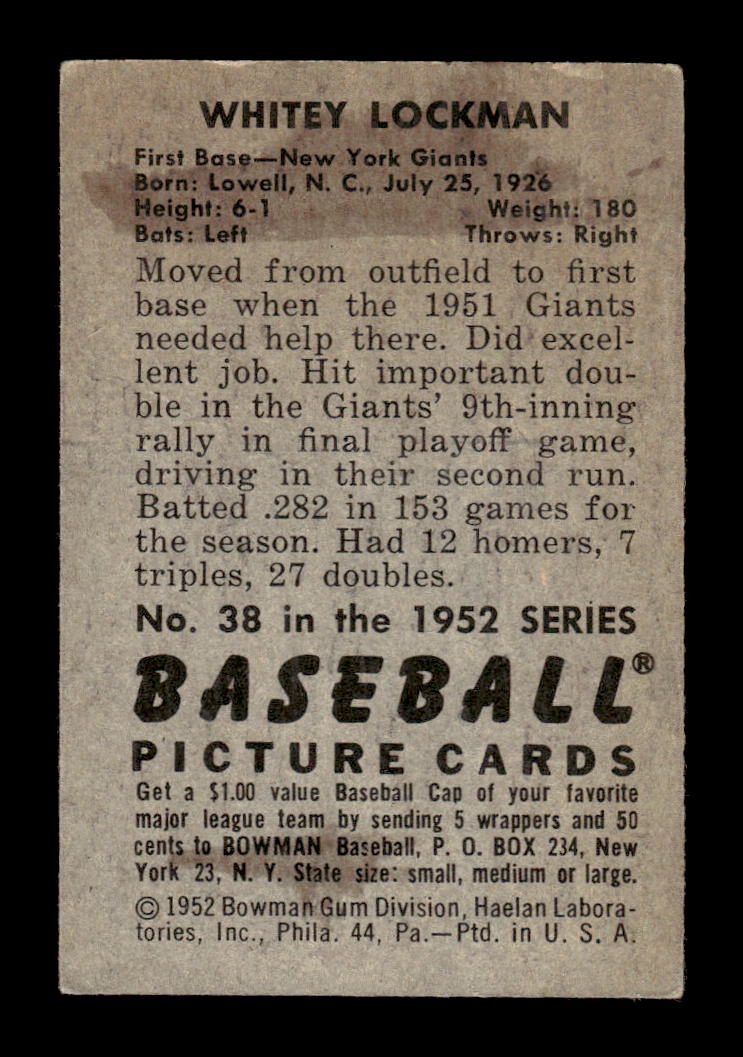 WHITEY LOCKMAN
First Base—New York Giants
Born: Lowell, N. C., July 25, 1926
Height: 6-1 Weight: 180
Bats: Left Throws: Right
Moved from outfield to first
base when the 1951 Giants
needed help there. Did excel-
lent job. Hit important dou-
ble in the Giants' 9th-inning
rally in final playoff game,
driving in their second run.
Batted .282 in 153 games for
the season. Had 12 homers, 7
triples, 27 doubles.
No. 38 in the 1952 SERIES
BASEBALL®
PICTURE CARDS
Get a $1.00 value Baseball Cap of your favorite
major league team by sending 5 wrappers and 50
cents to BOWMAN Baseball, P. O. BOX 234, New
York 23, N. Y. State size: small, medium or large.
© 1952 Bowman Gum Division, Haelan Labora-
tories, Inc., Phila. 44, Pa.—Ptd. in U. S. A.